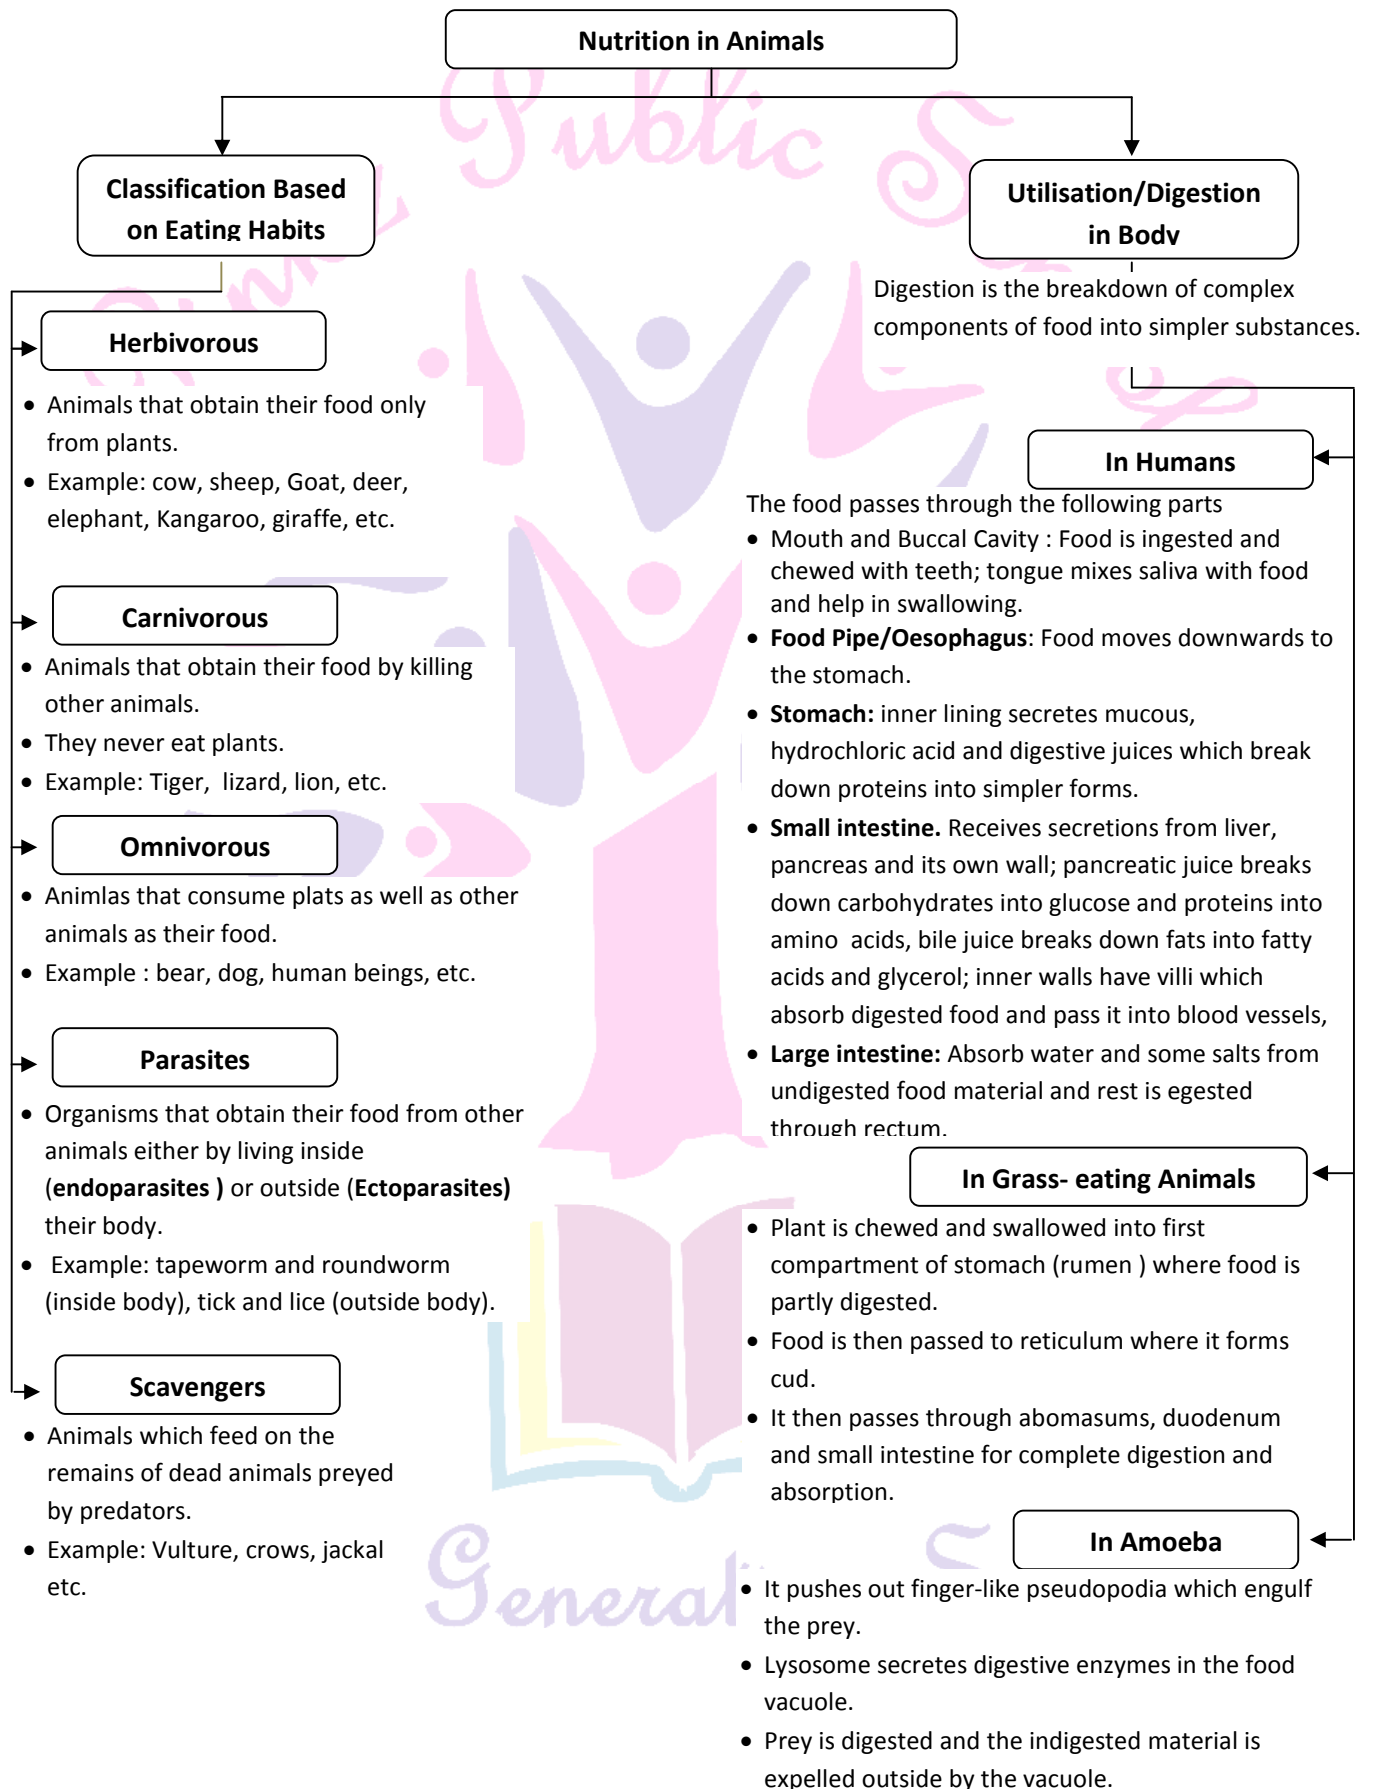 Nutrition in Animals
Classification Based
on Eating Habits
Herbivorous
• Animals that obtain their food only
from plants.
• Example: cow, sheep, Goat, deer,
elephant, Kangaroo, giraffe, etc.
Carnivorous
• Animals that obtain their food by killing
other animals.
• They never eat plants.
• Example: Tiger, lizard, lion, etc.
Omnivorous
• Animlas that consume plats as well as other
animals as their food.
• Example : bear, dog, human beings, etc.
Parasites
• Organisms that obtain their food from other
animals either by living inside
(endoparasites ) or outside (Ectoparasites)
their body.
• Example: tapeworm and roundworm
(inside body), tick and lice (outside body).
Scavengers
• Animals which feed on the
remains of dead animals preyed
by predators.
• Example: Vulture, crows, jackal
etc.
Utilisation/Digestion
in Body
Digestion is the breakdown of complex
components of food into simpler substances.
In Humans
The food passes through the following parts
• Mouth and Buccal Cavity : Food is ingested and
chewed with teeth; tongue mixes saliva with food
and help in swallowing.
• Food Pipe/Oesophagus: Food moves downwards to
the stomach.
• Stomach: inner lining secretes mucous,
hydrochloric acid and digestive juices which break
down proteins into simpler forms.
• Small intestine. Receives secretions from liver,
pancreas and its own wall; pancreatic juice breaks
down carbohydrates into glucose and proteins into
amino acids, bile juice breaks down fats into fatty
acids and glycerol; inner walls have villi which
absorb digested food and pass it into blood vessels,
• Large intestine: Absorb water and some salts from
undigested food material and rest is egested
through rectum.
In Grass- eating Animals
• Plant is chewed and swallowed into first
compartment of stomach (rumen ) where food is
partly digested.
• Food is then passed to reticulum where it forms
cud.
• It then passes through abomasums, duodenum
and small intestine for complete digestion and
absorption.
In Amoeba
• It pushes out finger-like pseudopodia which engulf
the prey.
• Lysosome secretes digestive enzymes in the food
vacuole.
• Prey is digested and the indigested material is
expelled outside by the vacuole.
Public
General